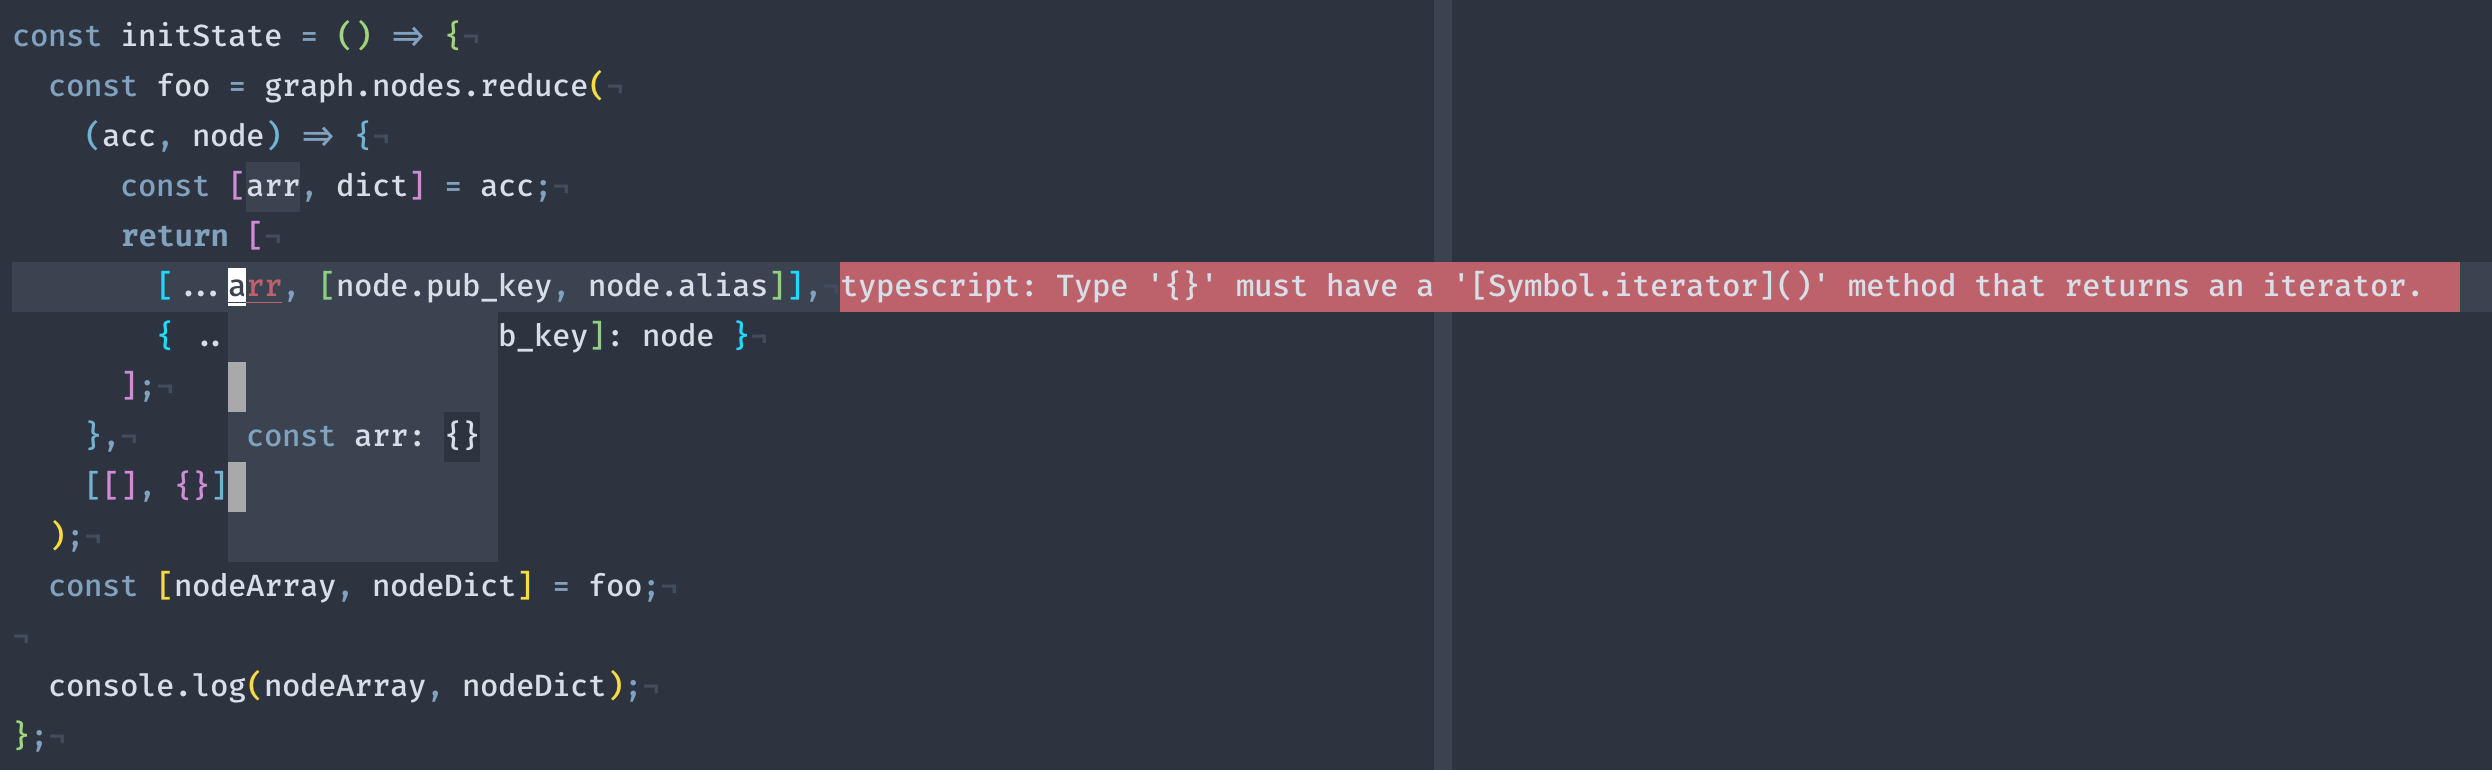 const initState = () => {¬
const foo = graph.nodes.reduce(¬
(acc, node) => {¬
const [arr, dict] = acc;¬
return [¬
[...arr, [node.pub_key, node.alias]],¬ typescript: Type '{}' must have a '[Symbol.iterator]()' method that returns an iterator.
{ .. b_key]: node }¬
];¬
},¬ const arr: {}
[[], {}]
);¬
const [nodeArray, nodeDict] = foo;¬
¬
console.log(nodeArray, nodeDict);¬
};¬